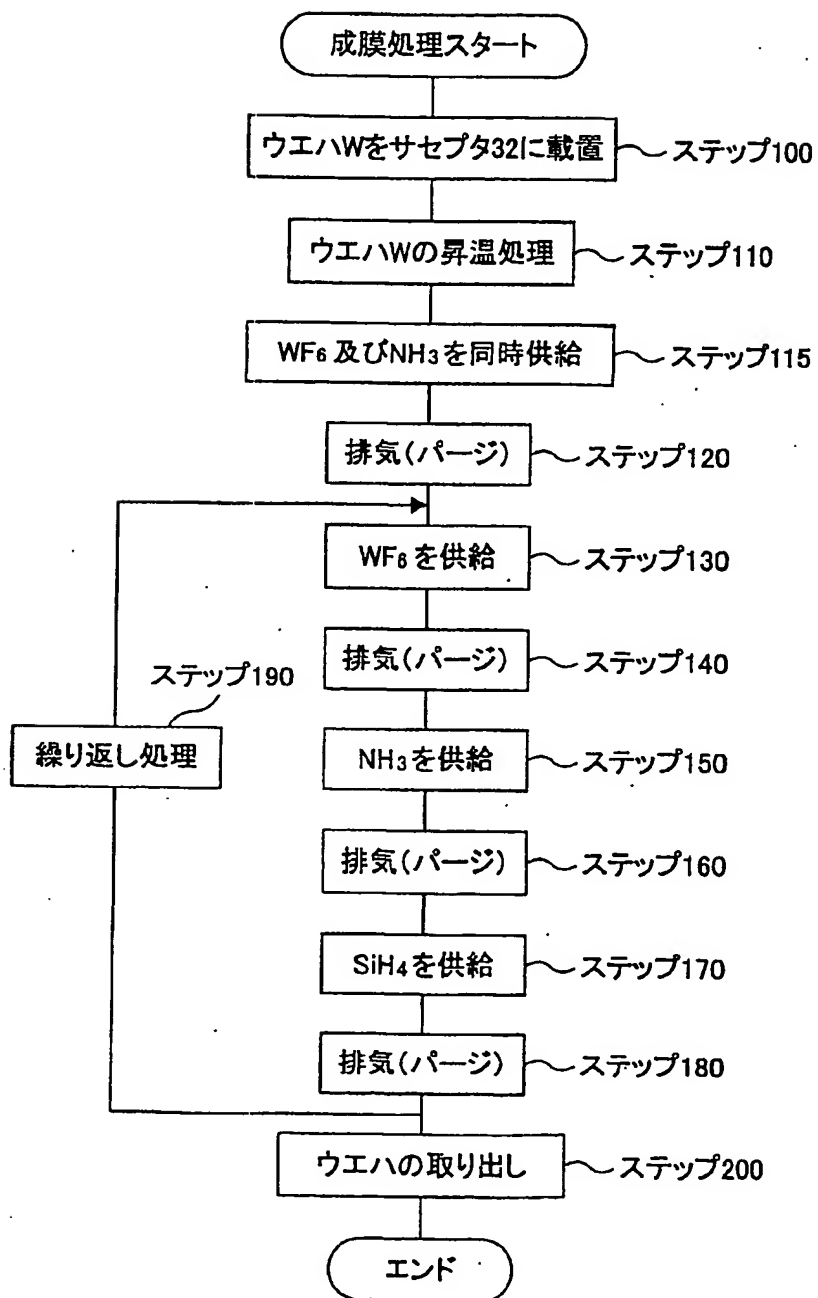 成膜処理スタート
ウエハWをサセプタ32に載置 ステップ100
ウエハWの昇温処理 ステップ110
WF₆及びNH₃を同時供給 ステップ115
排気(パージ) ステップ120
WF₆を供給 ステップ130
排気(パージ) ステップ140
ステップ190
繰り返し処理
NH₃を供給 ステップ150
排気(パージ) ステップ160
SiH₄を供給 ステップ170
排気(パージ) ステップ180
ウエハの取り出し ステップ200
エンド